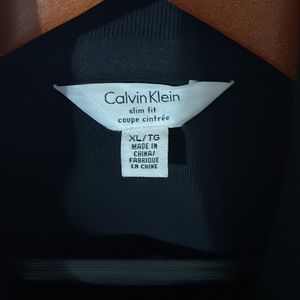 Calvin Klein
slim fit
coupe cintrée
XL/TG
MADE IN
CHINA/
FABRIQUÉ
EN CHINE